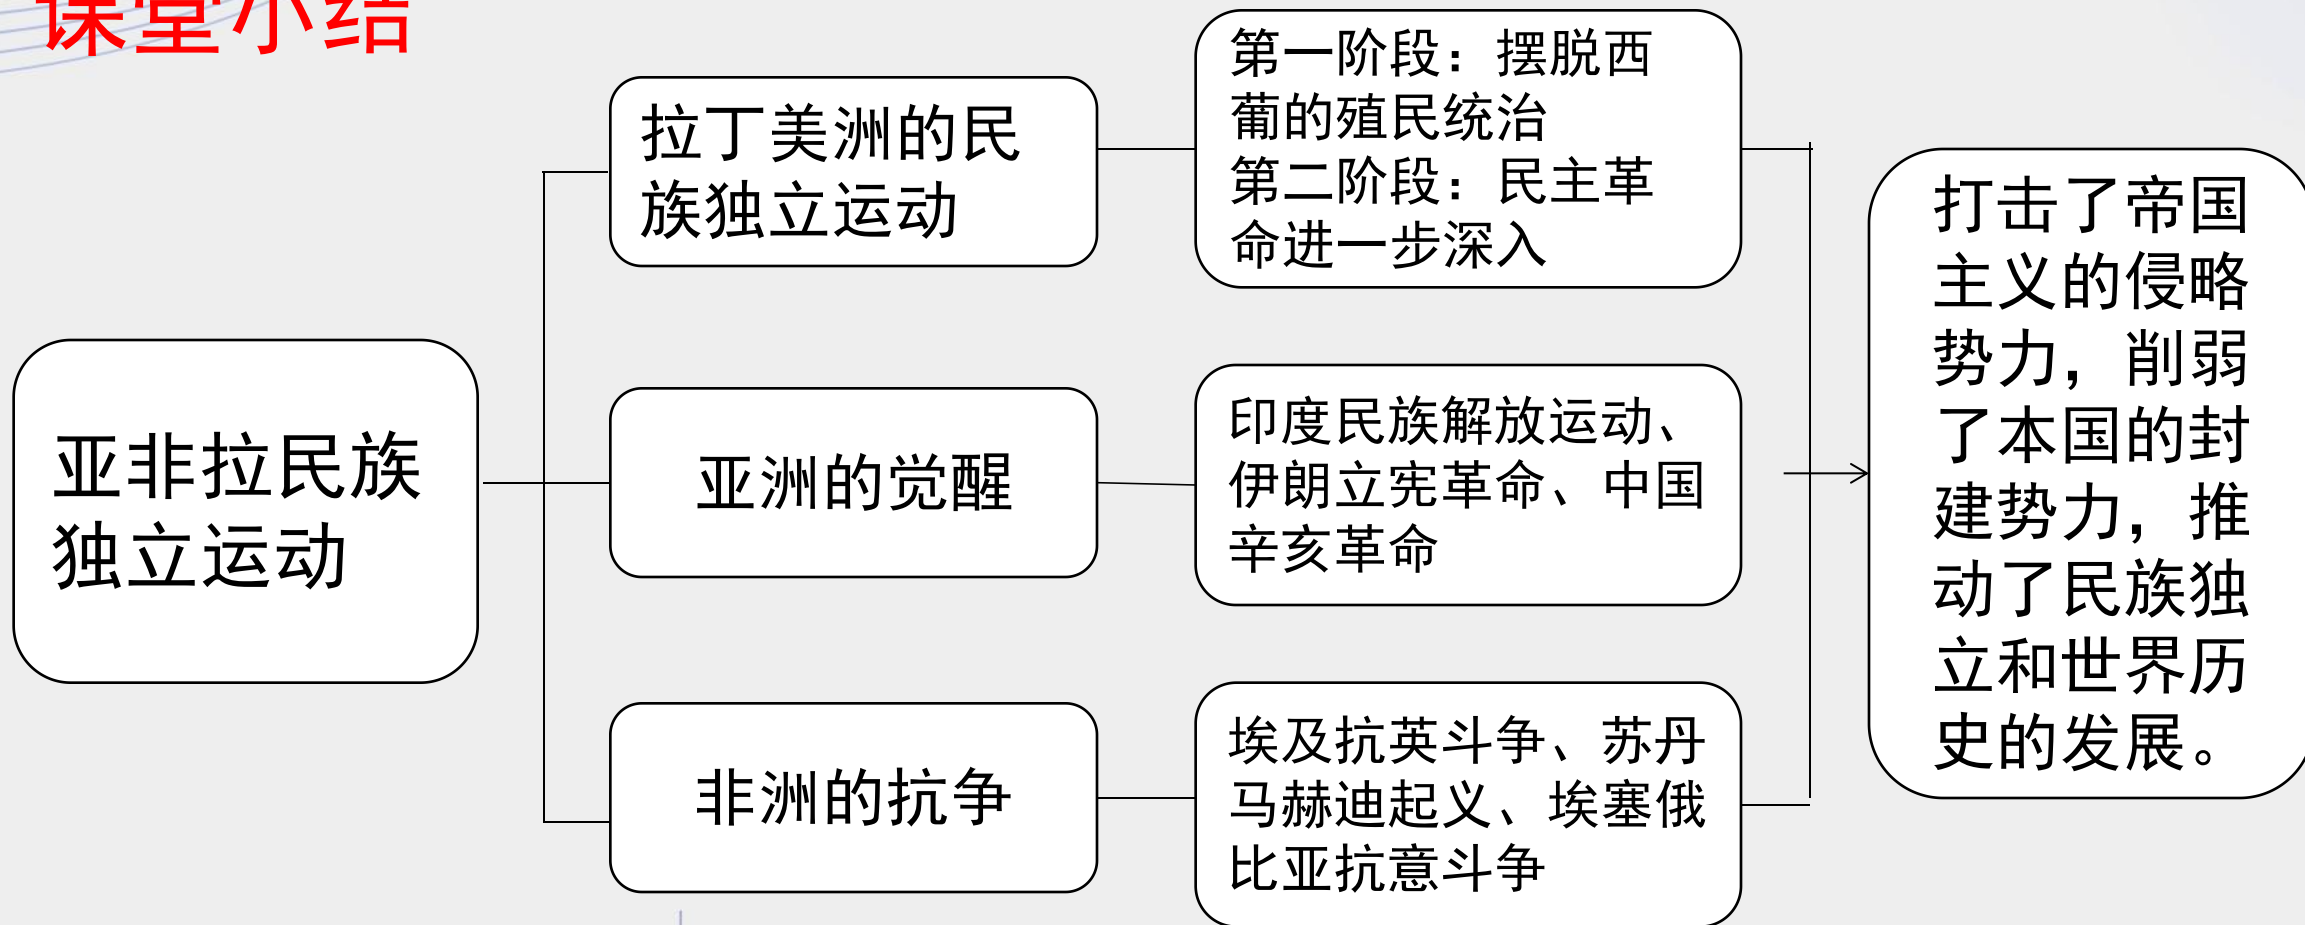 课堂小结
亚非拉民族
独立运动
拉丁美洲的民
族独立运动
第一阶段：摆脱西
葡的殖民统治
第二阶段：民主革
命进一步深入
亚洲的觉醒
印度民族解放运动、
伊朗立宪革命、中国
辛亥革命
非洲的抗争
埃及抗英斗争、苏丹
马赫迪起义、埃塞俄
比亚抗意斗争
打击了帝国
主义的侵略
势力，削弱
了本国的封
建势力，推
动了民族独
立和世界历
史的发展。